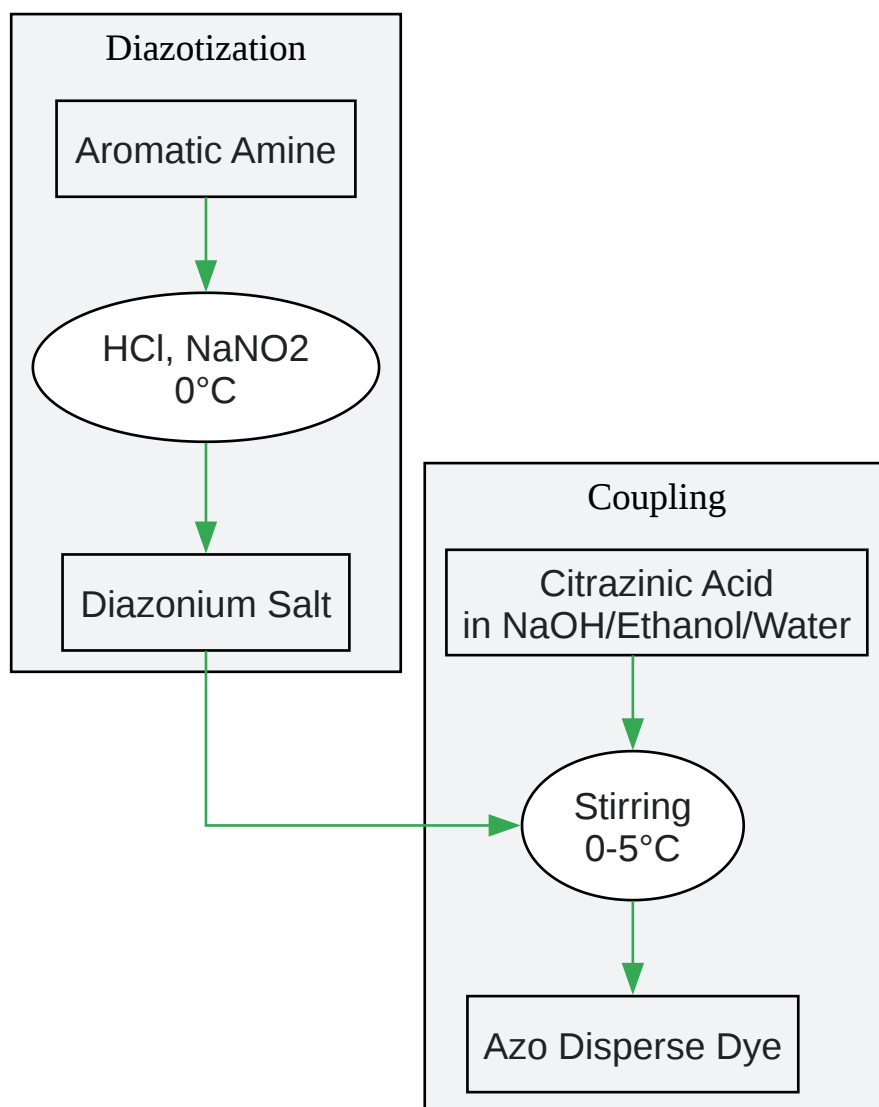 Diazotization
Aromatic Amine
HCl, NaNO2
0°C
Diazonium Salt
Coupling
Citrazinic Acid
in NaOH/Ethanol/Water
Stirring
0-5°C
Azo Disperse Dye